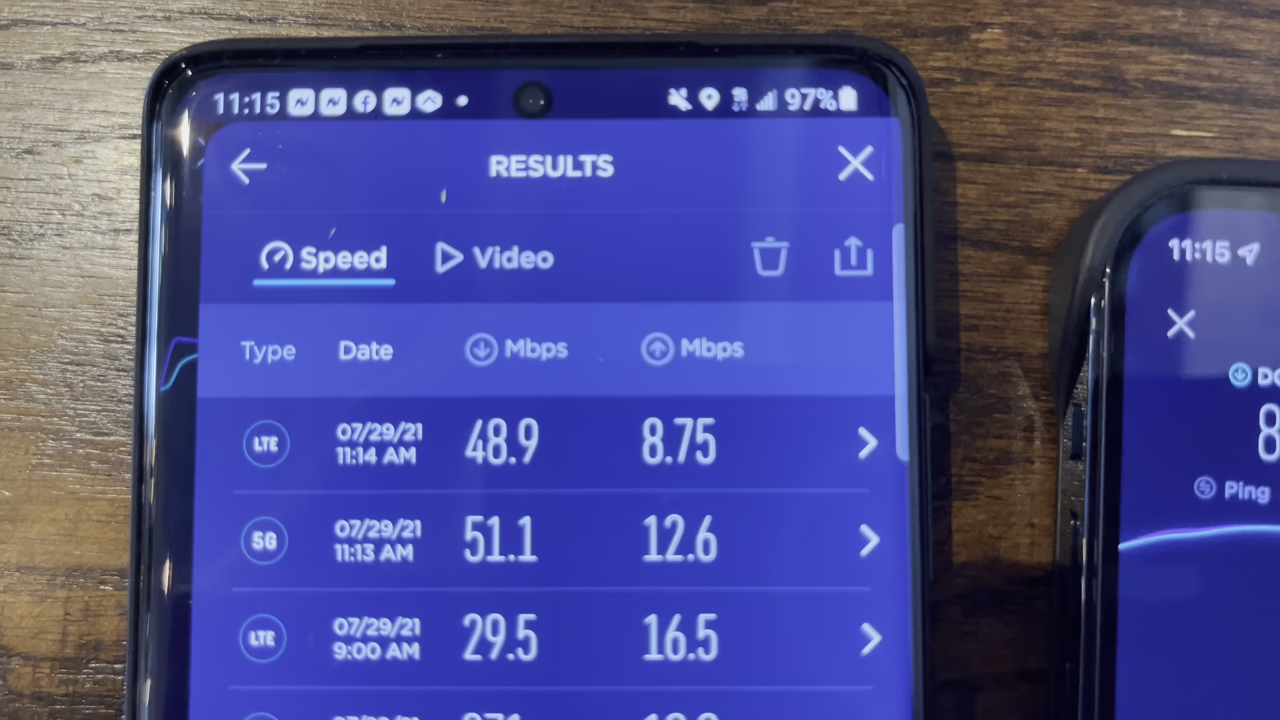 11:15
97%
RESULTS
Speed
Video
Type
Date
Mbps
Mbps
LTE
07/29/21
11:14 AM
48.9
8.75
5G
07/29/21
11:13 AM
51.1
12.6
LTE
07/29/21
9:00 AM
29.5
16.5
11:15
Ping